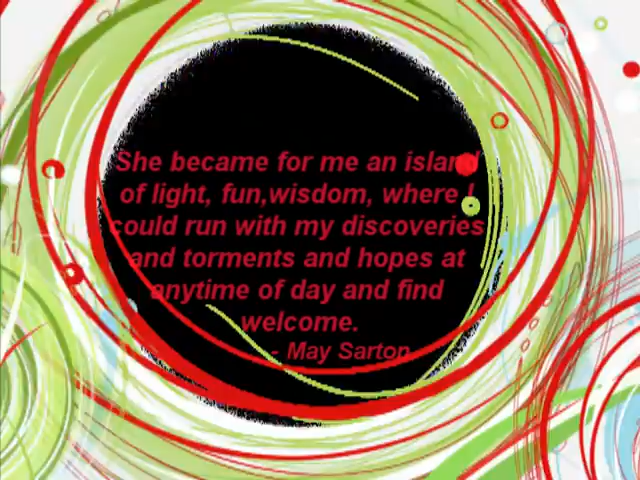 She became for me an island
of light, fun,wisdom, where I
could run with my discoveries
and torments and hopes at
anytime of day and find
welcome.
- May Sarton